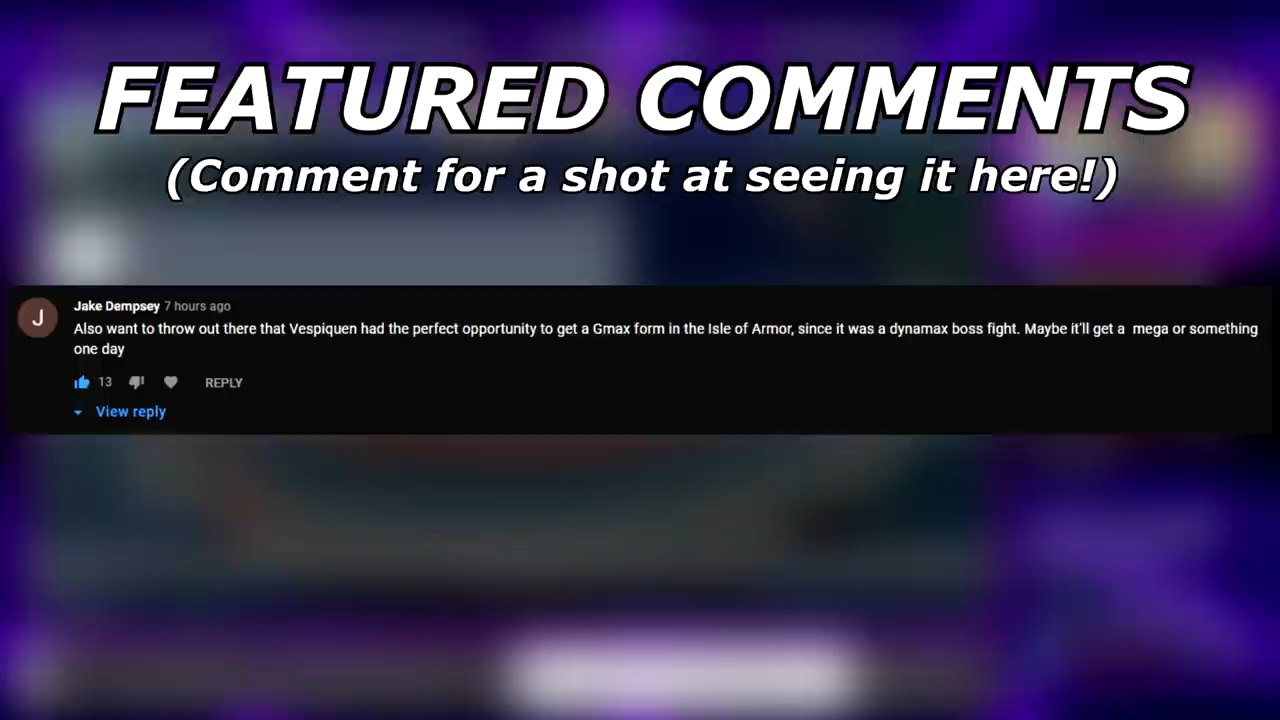 FEATURED COMMENTS
(Comment for a shot at seeing it here!)
J
Jake Dempsey 7 hours ago
Also want to throw out there that Vespiquen had the perfect opportunity to get a Gmax form in the Isle of Armor, since it was a dynamax boss fight. Maybe it'll get a  mega or something
one day
13 REPLY
View reply